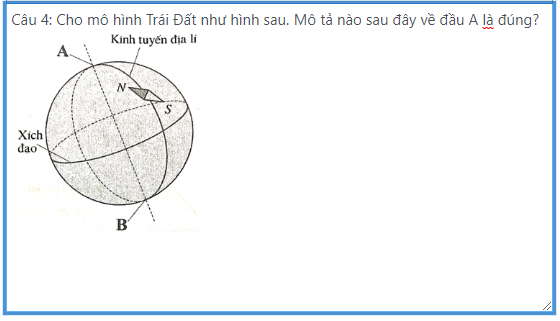 Câu 4: Cho mô hình Trái Đất như hình sau. Mô tả nào sau đây về đầu A là đúng?
Kinh tuyến địa lí
A
N
S
Xích
đạo
B